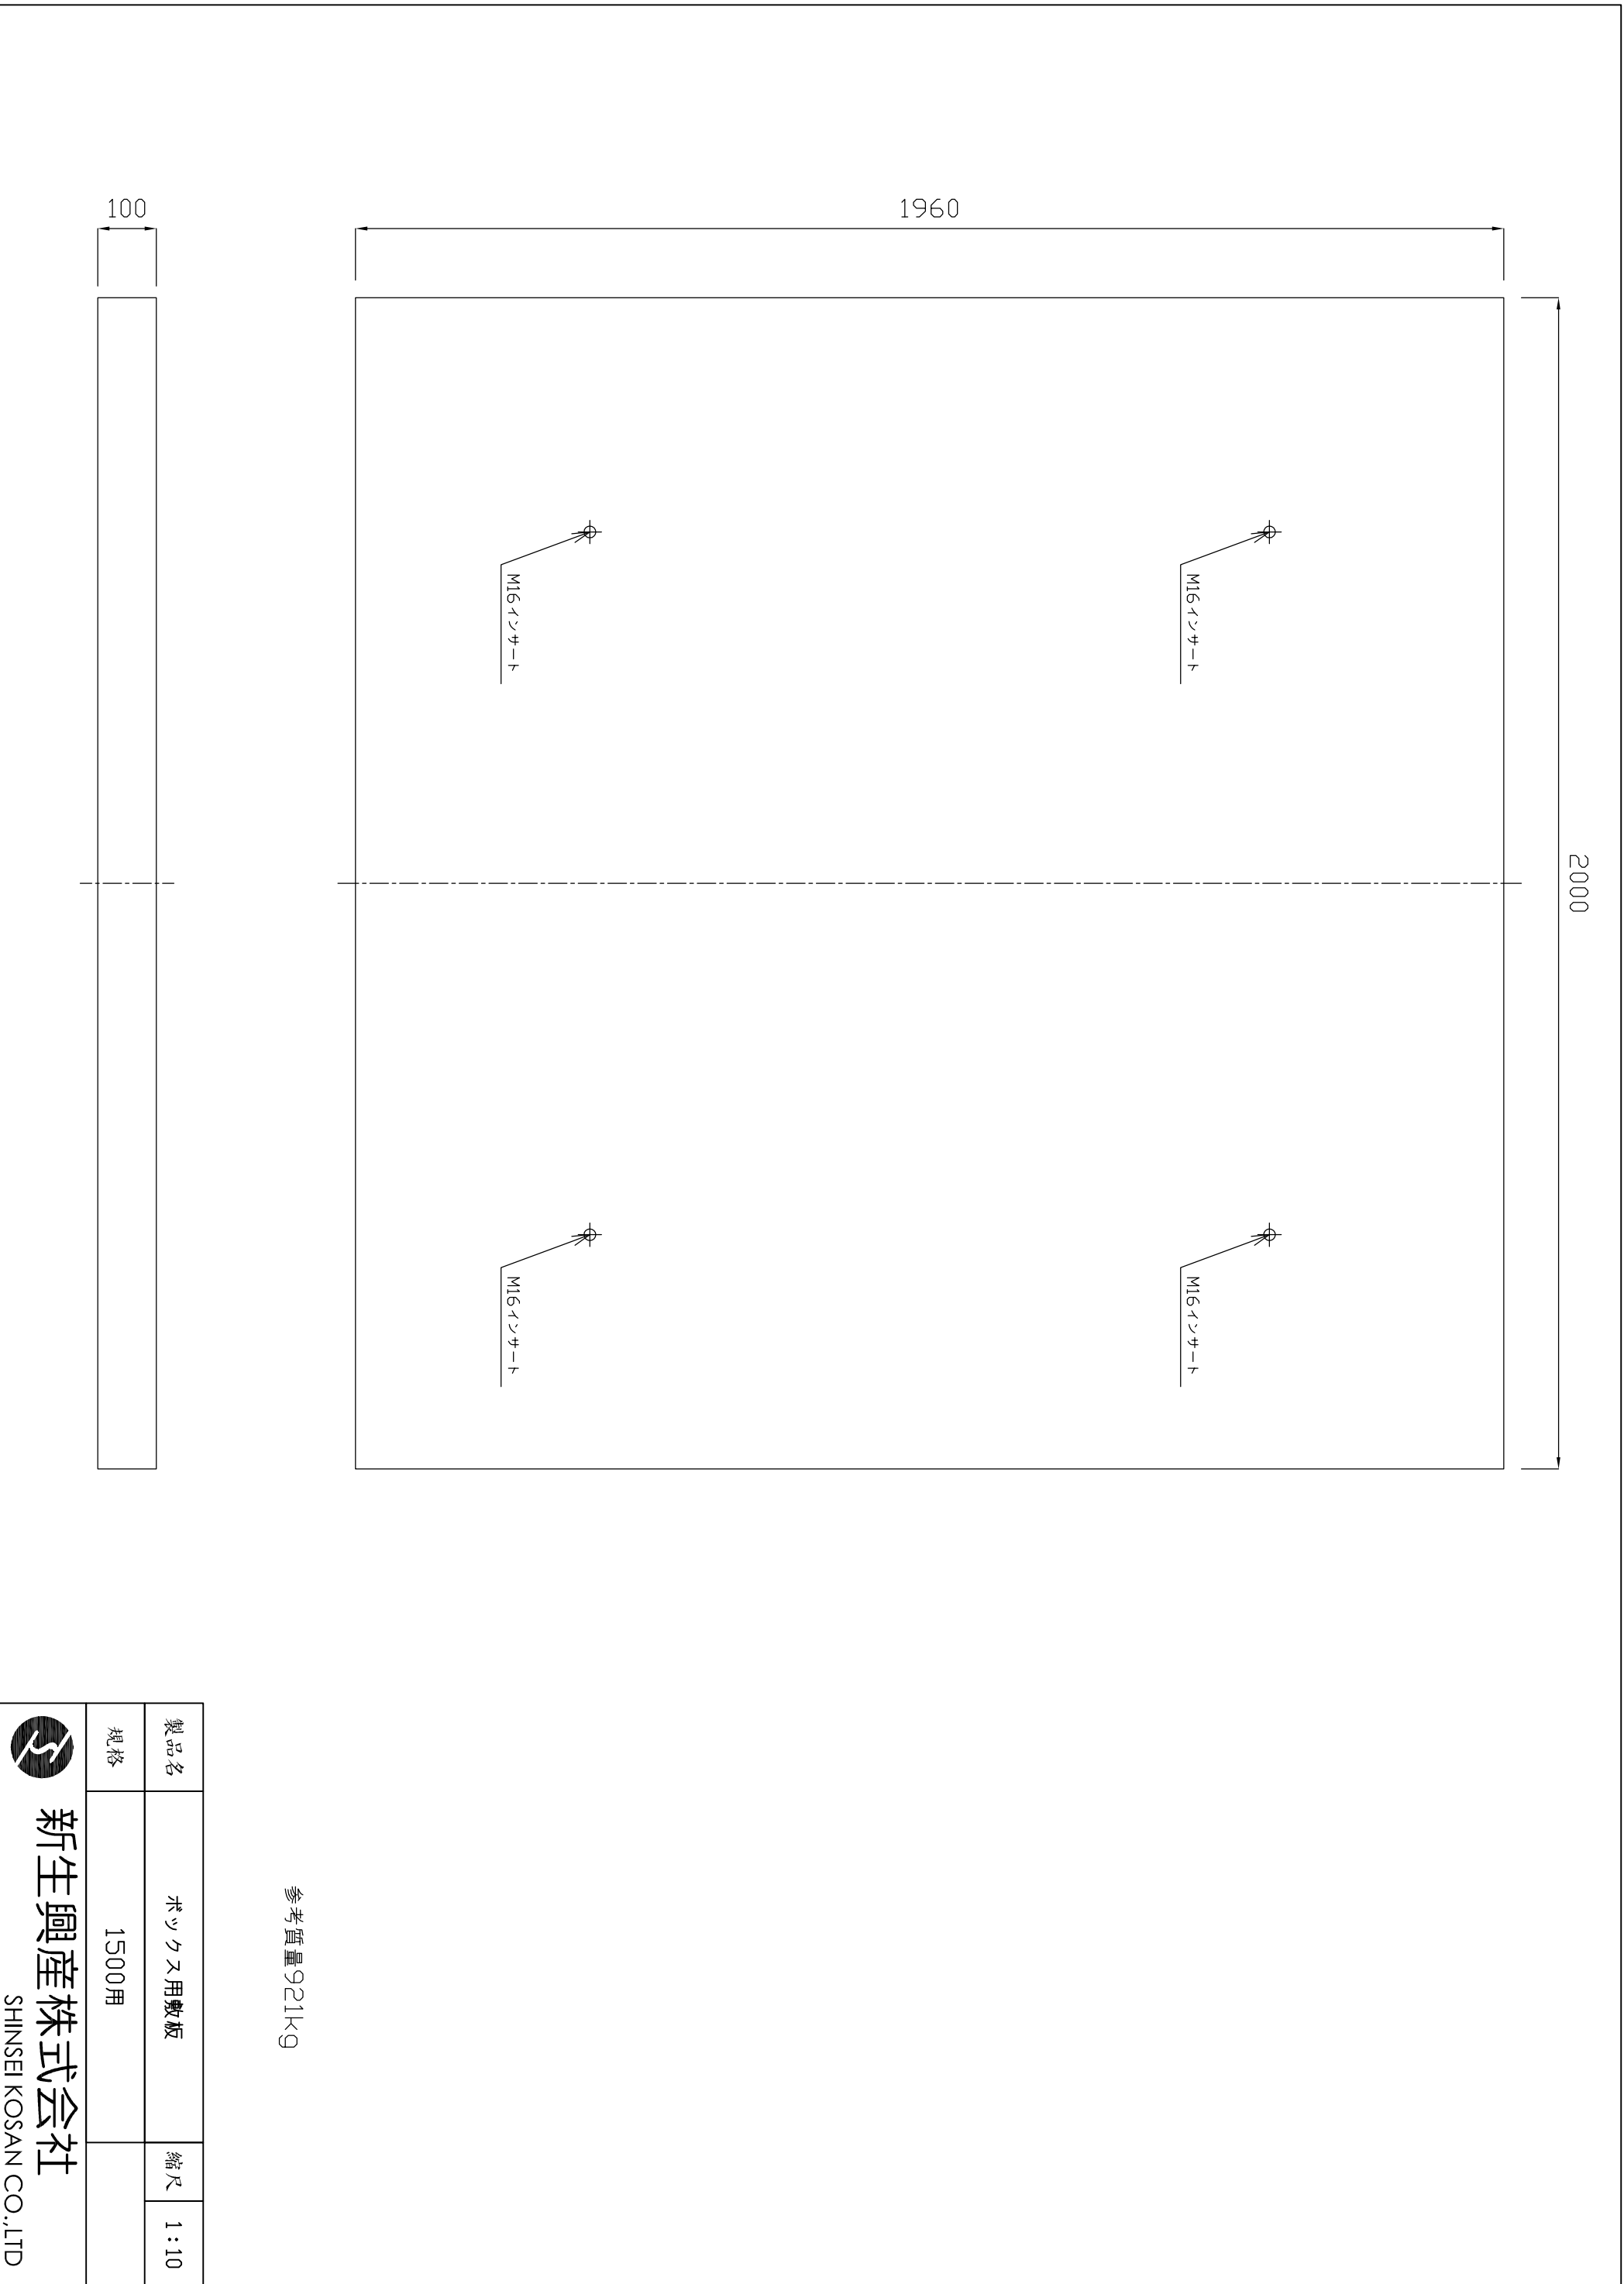 2000
1960
M16インサート
M16インサート
M16インサート
M16インサート
100
参考質量921kg
製品名 ボックス用敷板 縮尺 1:10
規格 1500用
新生興産株式会社
SHINSEI KOSAN CO.,LTD